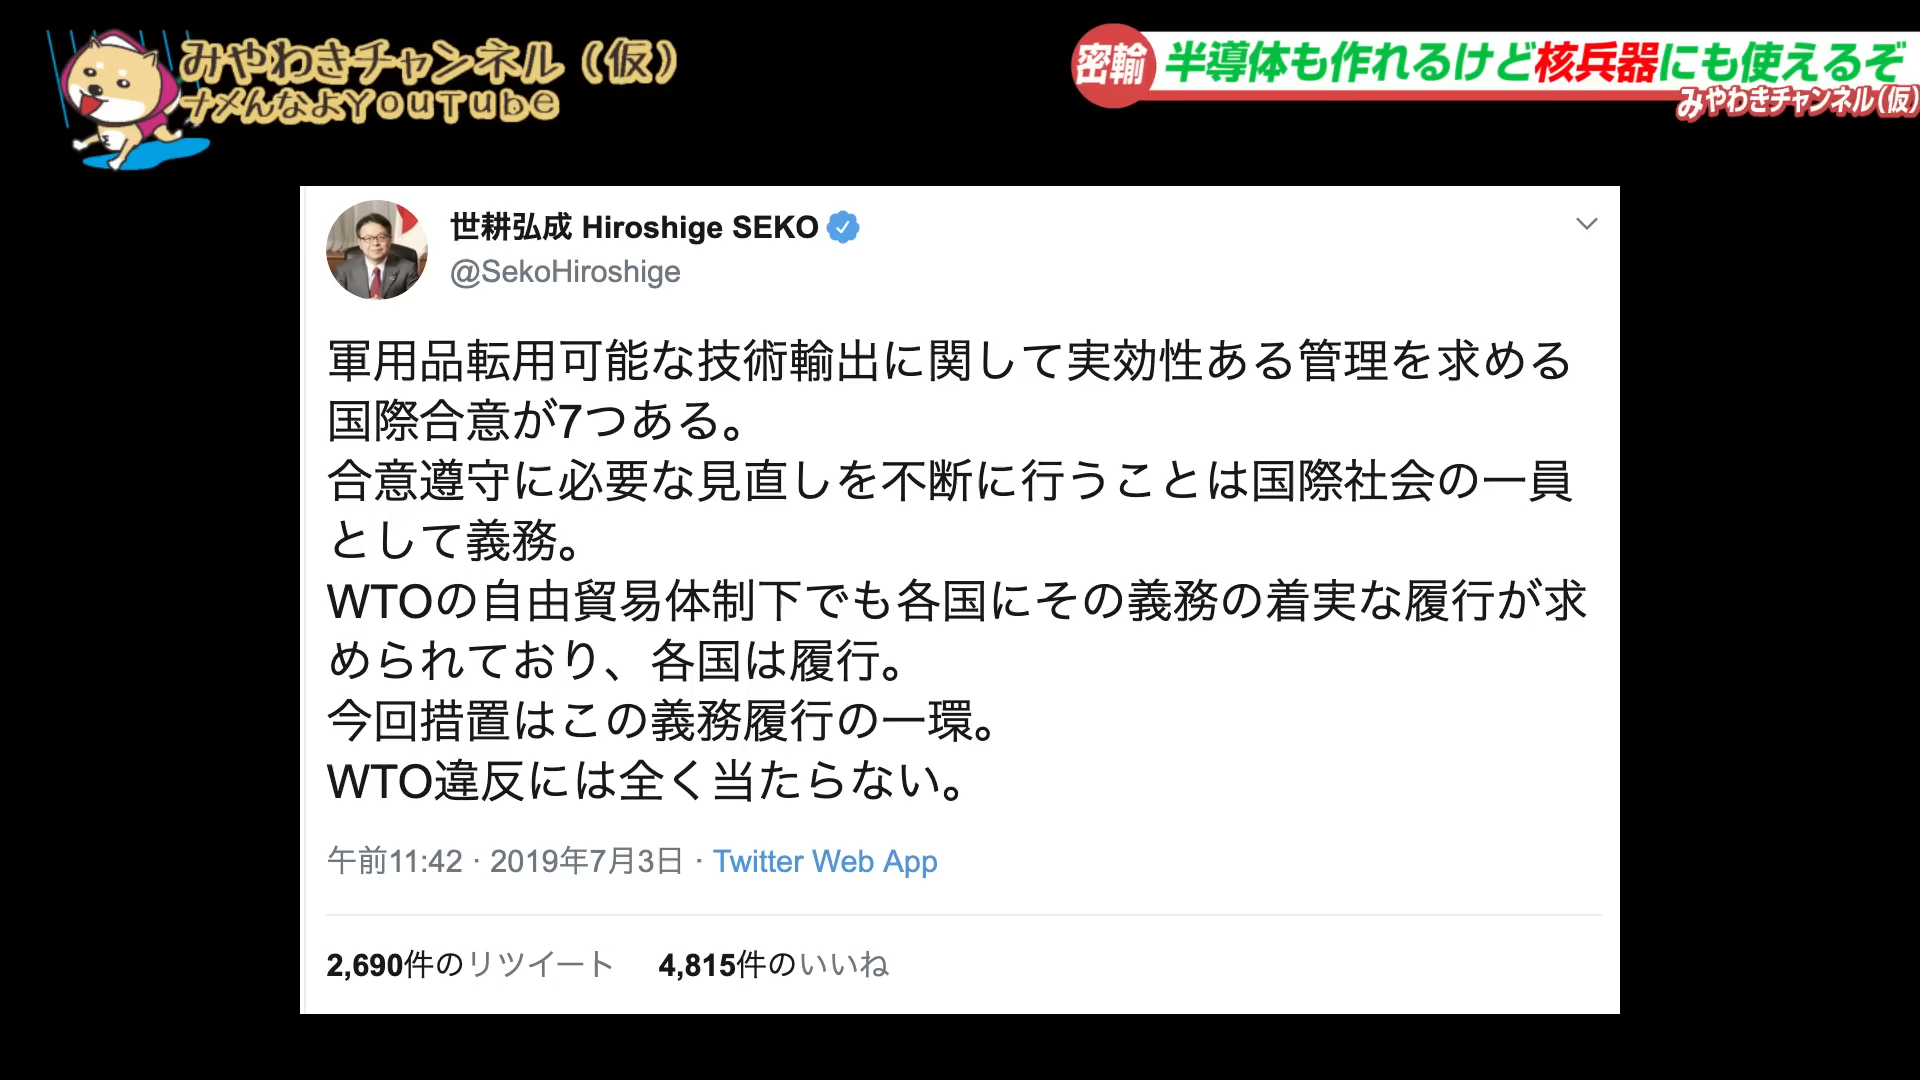 みやわきチャンネル（仮）
ナメんなよYouTube
密輸
半導体も作れるけど核兵器にも使えるぞ
みやわきチャンネル（仮）
世耕弘成 Hiroshige SEKO
@SekoHiroshige
軍用品転用可能な技術輸出に関して実効性ある管理を求める
国際合意が7つある。
合意遵守に必要な見直しを不断に行うことは国際社会の一員
として義務。
WTOの自由貿易体制下でも各国にその義務の着実な履行が求
められており、各国は履行。
今回措置はこの義務履行の一環。
WTO違反には全く当たらない。
午前11:42 · 2019年7月3日 · Twitter Web App
2,690件のリツイート 4,815件のいいね